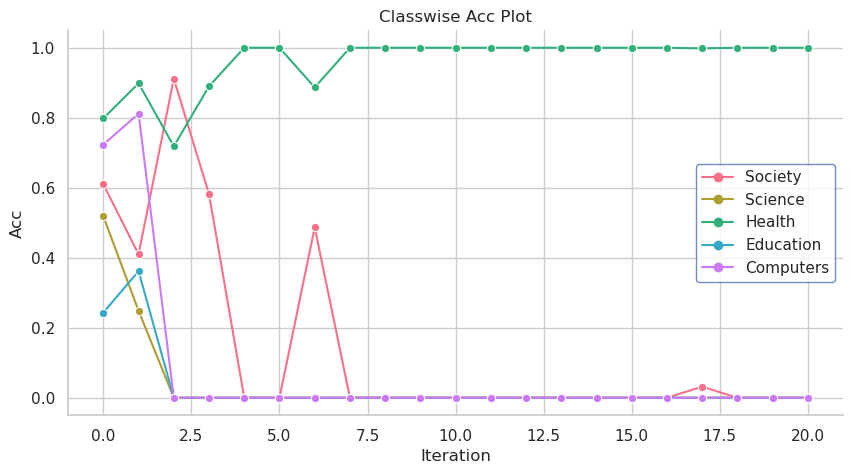 Classwise Acc Plot
1.0
0.8
0.6
0.4
0.2
0.0
Acc
Society
Science
Health
Education
Computers
0.0 2.5 5.0 7.5 10.0 12.5 15.0 17.5 20.0
Iteration